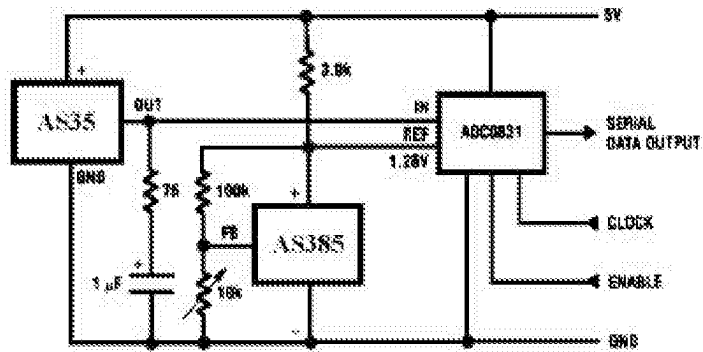 5V
+
3.9k
OUT
IN
AS35
ADC0831
SERIAL
DATA OUTPUT
REF
1.28V
GND
75
100k
+
CLOCK
FB
AS385
+
1 μF
10k
ENABLE
-
GND